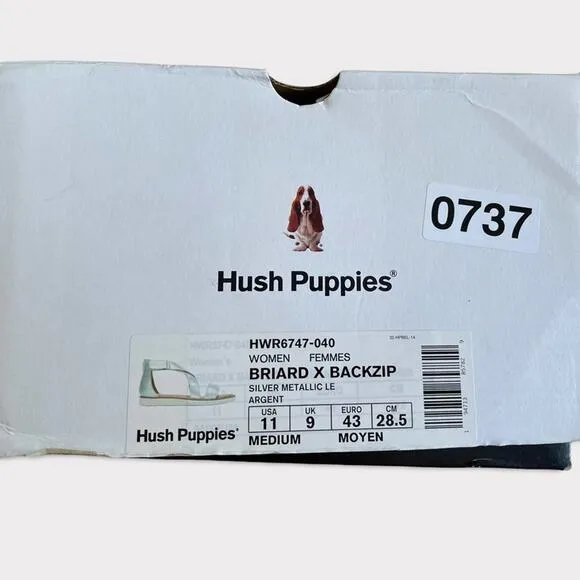 0737
Hush Puppies®
HWR6747-040
WOMEN FEMMES
BRIARD X BACKZIP
SILVER METALLIC LE
ARGENT
USA UK EURO CM
11 9 43 28.5
MEDIUM MOYEN
Hush Puppies®